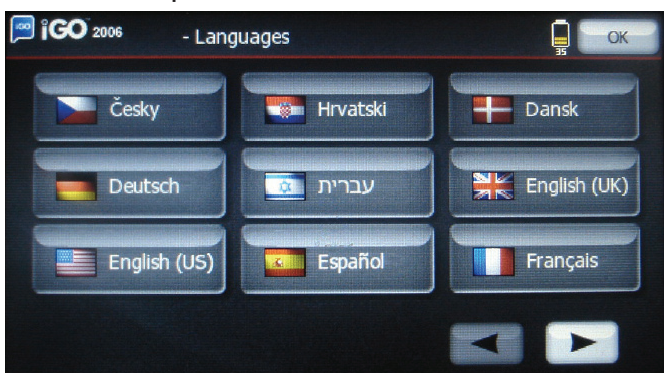 iGO 2006 - Languages 35 OK
Česky Hrvatski Dansk
Deutsch עברית English (UK)
English (US) Español Français